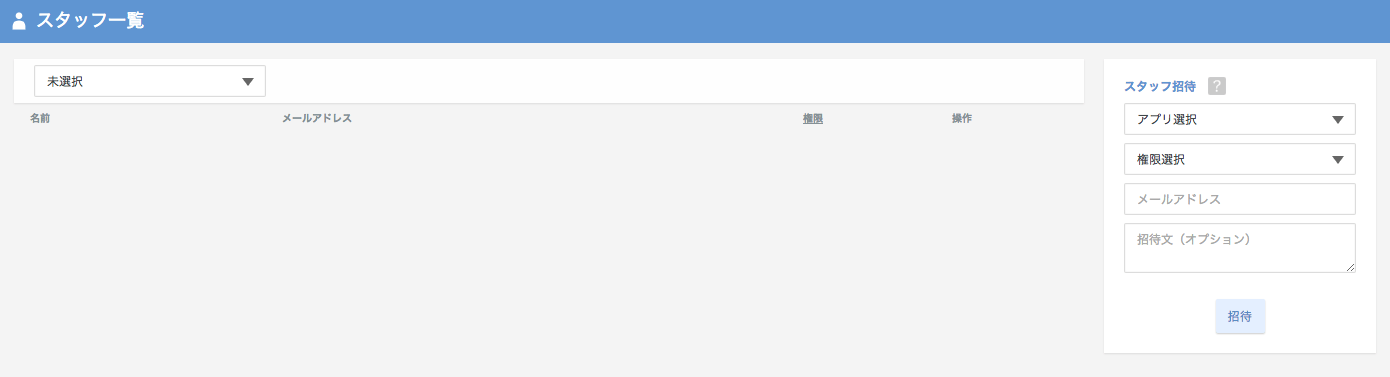 スタッフ一覧
未選択
名前 メールアドレス 権限 操作
スタッフ招待 ?
アプリ選択
権限選択
メールアドレス
招待文（オプション）
招待